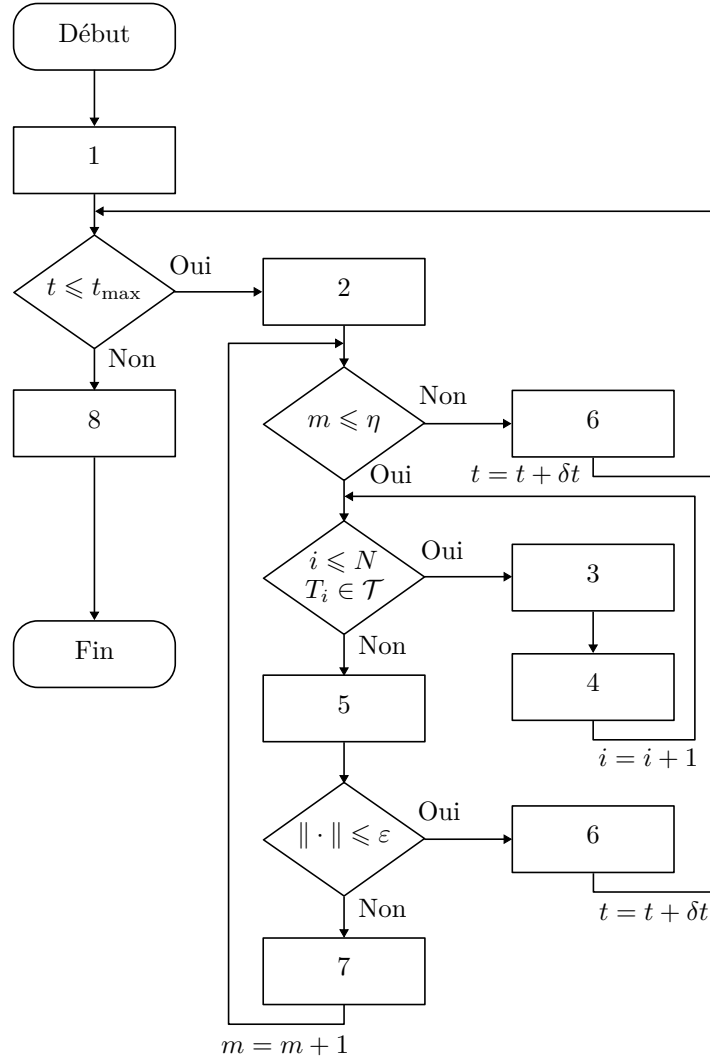 Début
1
t ⩽ t_max
Oui
2
Non
8
m ⩽ η
Non
6
t = t + δt
Oui
i ⩽ N
T_i ∈ 𝒯
Oui
3
Non
4
i = i + 1
Fin
5
‖ · ‖ ⩽ ε
Oui
6
t = t + δt
Non
7
m = m + 1